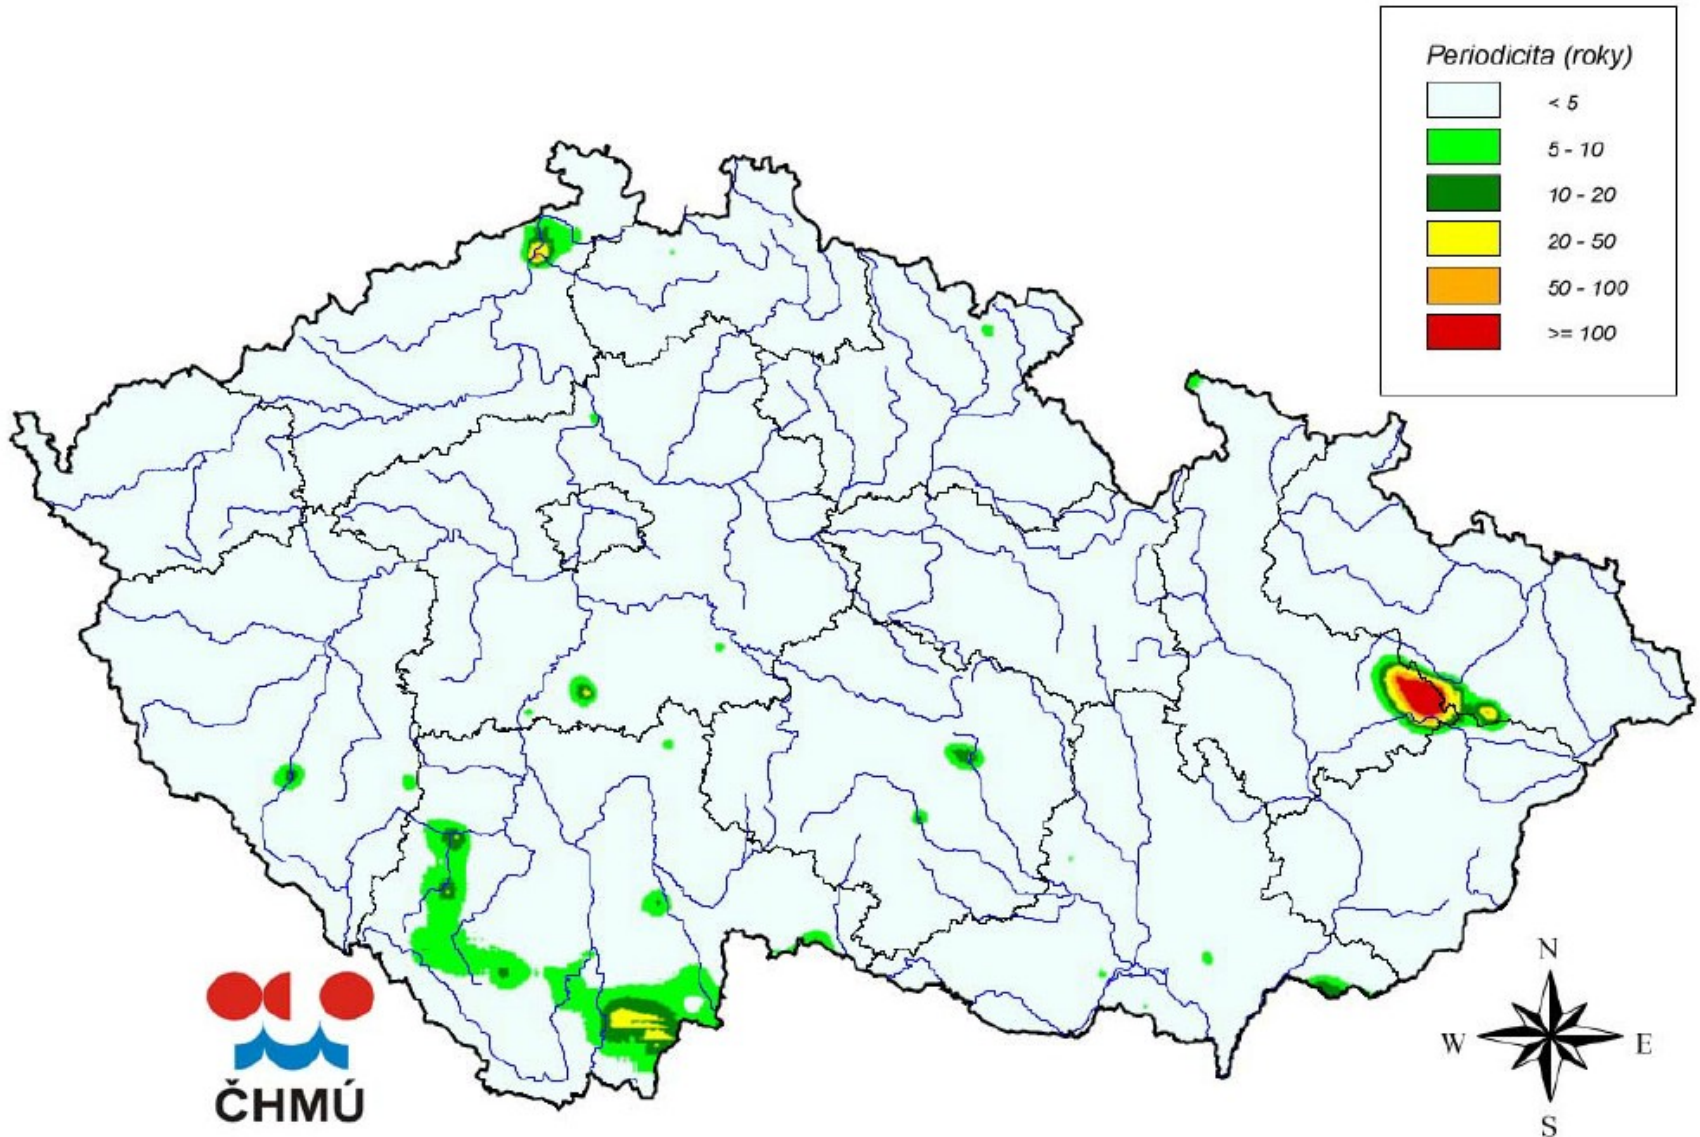 Periodicita (roky)
< 5
5 - 10
10 - 20
20 - 50
50 - 100
>= 100
N
W
E
S
ČHMÚ